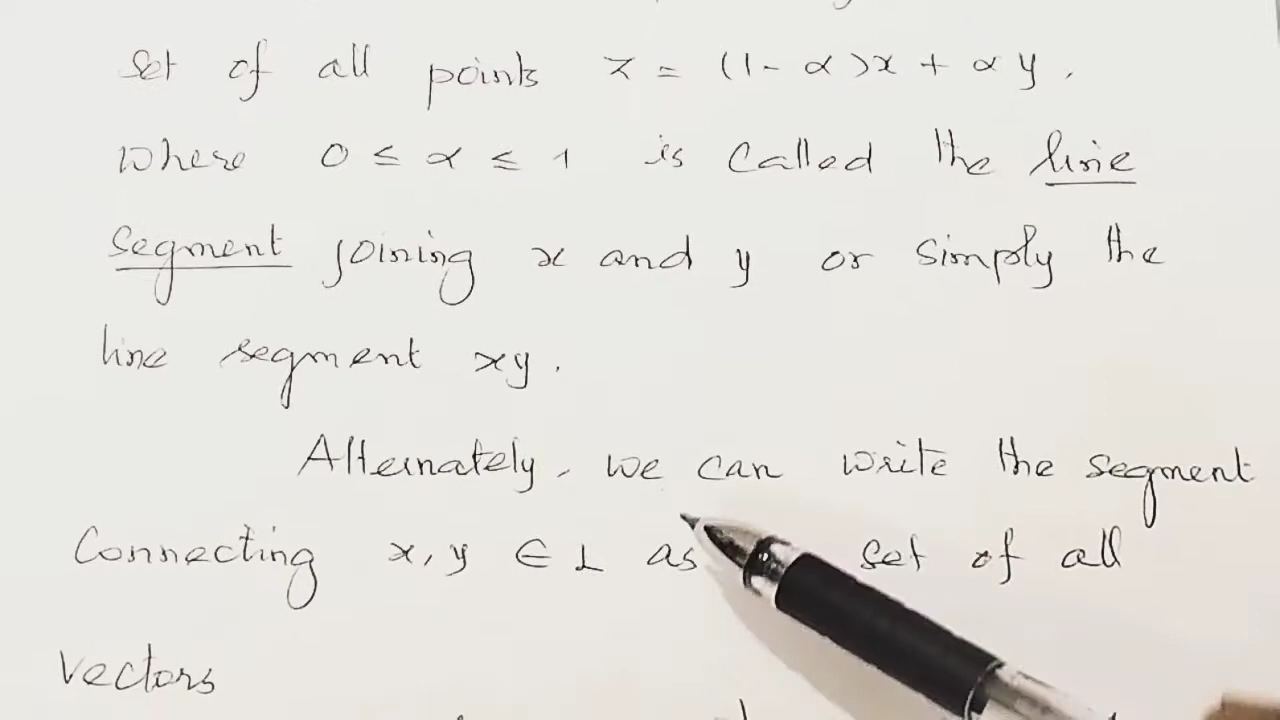 set of all points z = (1-α)x + αy,
where 0 ≤ α ≤ 1 is called the line
segment joining x and y or simply the
line segment xy.
Alternately, we can write the segment
connecting x, y ∈ L as set of all
vectors